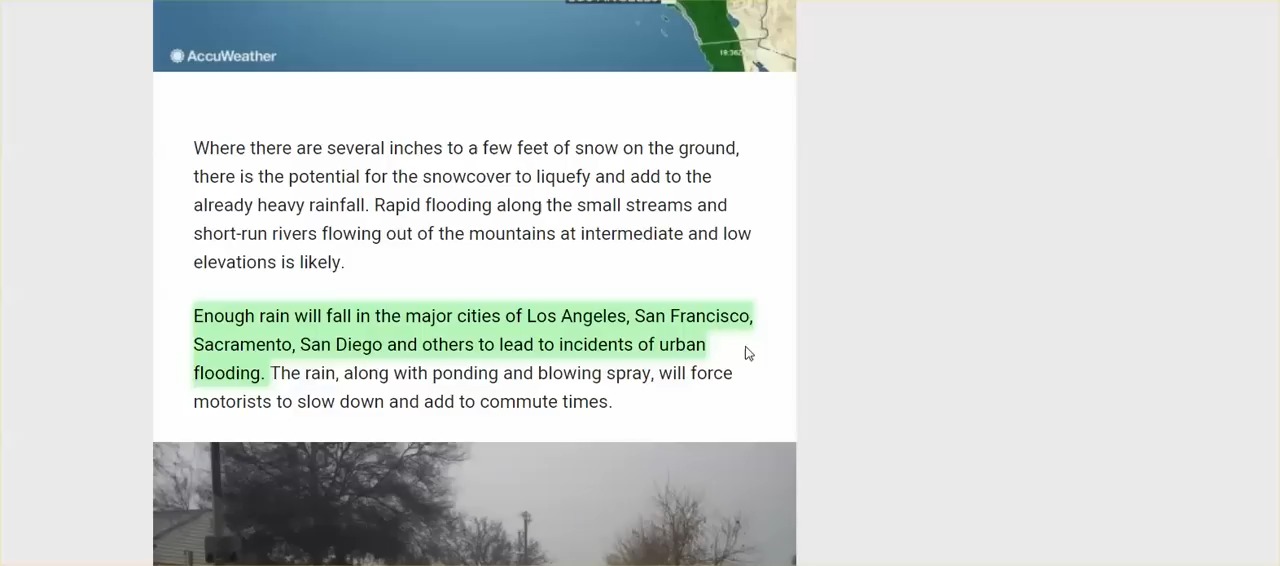 AccuWeather
Where there are several inches to a few feet of snow on the ground,
there is the potential for the snowcover to liquefy and add to the
already heavy rainfall. Rapid flooding along the small streams and
short-run rivers flowing out of the mountains at intermediate and low
elevations is likely.
Enough rain will fall in the major cities of Los Angeles, San Francisco,
Sacramento, San Diego and others to lead to incidents of urban
flooding. The rain, along with ponding and blowing spray, will force
motorists to slow down and add to commute times.